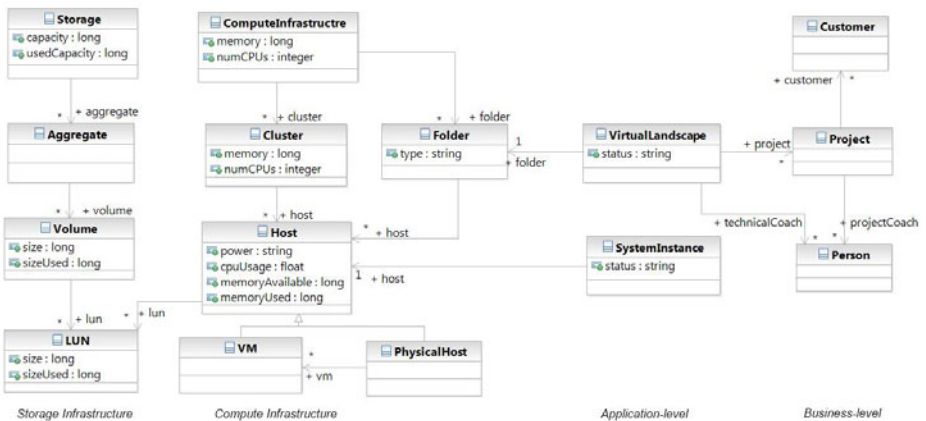 Storage
capacity : long
usedCapacity : long
* + aggregate
Aggregate
* + volume
Volume
size : long
sizeUsed : long
* + lun
LUN
size : long
sizeUsed : long
Storage Infrastructure
ComputeInfrastructre
memory : long
numCPUs : integer
* + cluster
* + folder
Cluster
memory : long
numCPUs : integer
* + host
Folder
type : string
* + host
Host
power : string
cpuUsage : float
memoryAvailable : long
memoryUsed : long
* + lun
1 + host
VM
* + vm
PhysicalHost
Compute Infrastructure
VirtualLandscape
status : string
1
+ folder
+ project
*
+ technicalCoach
*
SystemInstance
status : string
Application-level
Customer
+ customer *
Project
* + projectCoach
Person
Business-level